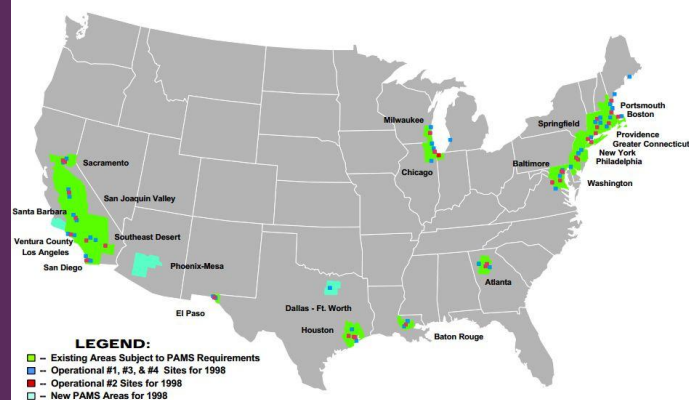 Milwaukee
Chicago
Springfield
Portsmouth
Boston
Providence
Greater Connecticut
New York
Philadelphia
Baltimore
Washington
Sacramento
San Joaquin Valley
Santa Barbara
Southeast Desert
Ventura County
Los Angeles
San Diego
Phoenix-Mesa
El Paso
Dallas - Ft. Worth
Houston
Baton Rouge
Atlanta
LEGEND:
-- Existing Areas Subject to PAMS Requirements
-- Operational #1, #3, & #4 Sites for 1998
-- Operational #2 Sites for 1998
-- New PAMS Areas for 1998